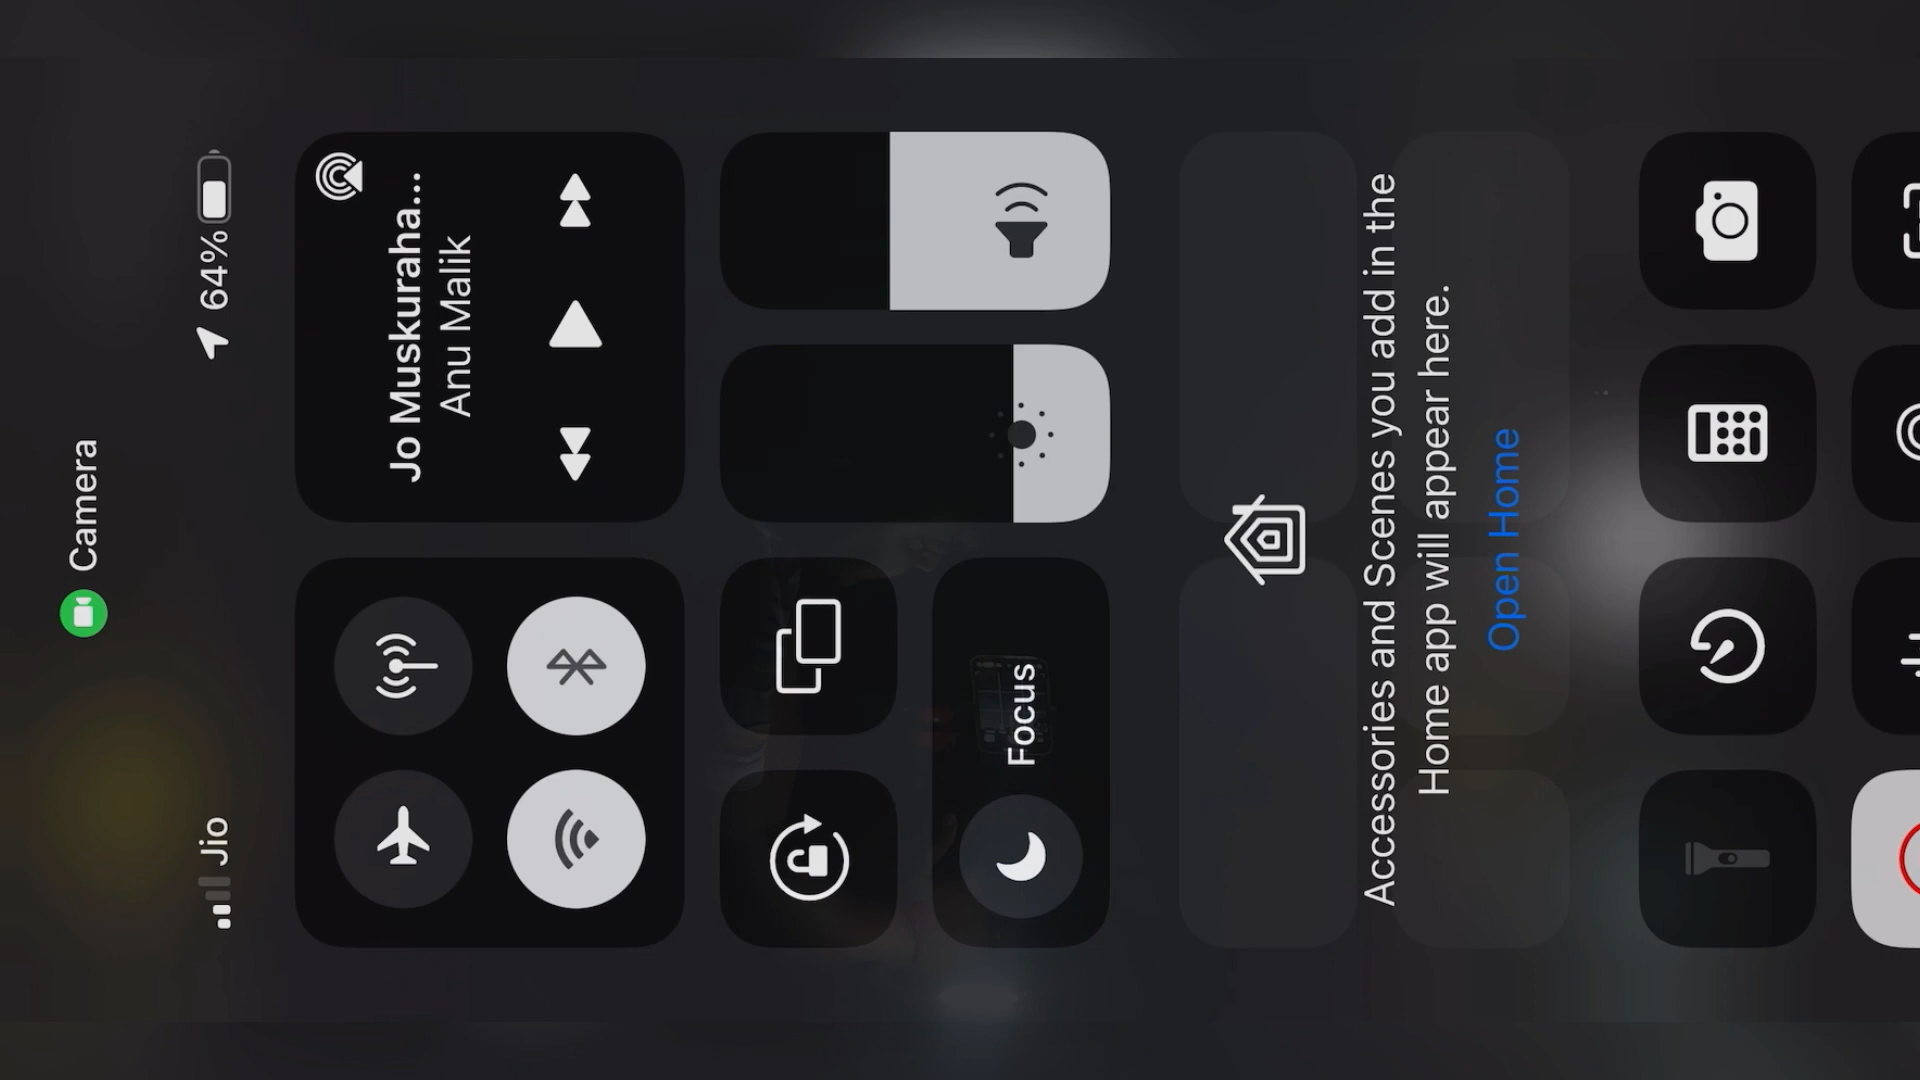 Camera
Jio
64%
Jo Muskuraha...
Anu Malik
Focus
Accessories and Scenes you add in the
Home app will appear here.
Open Home